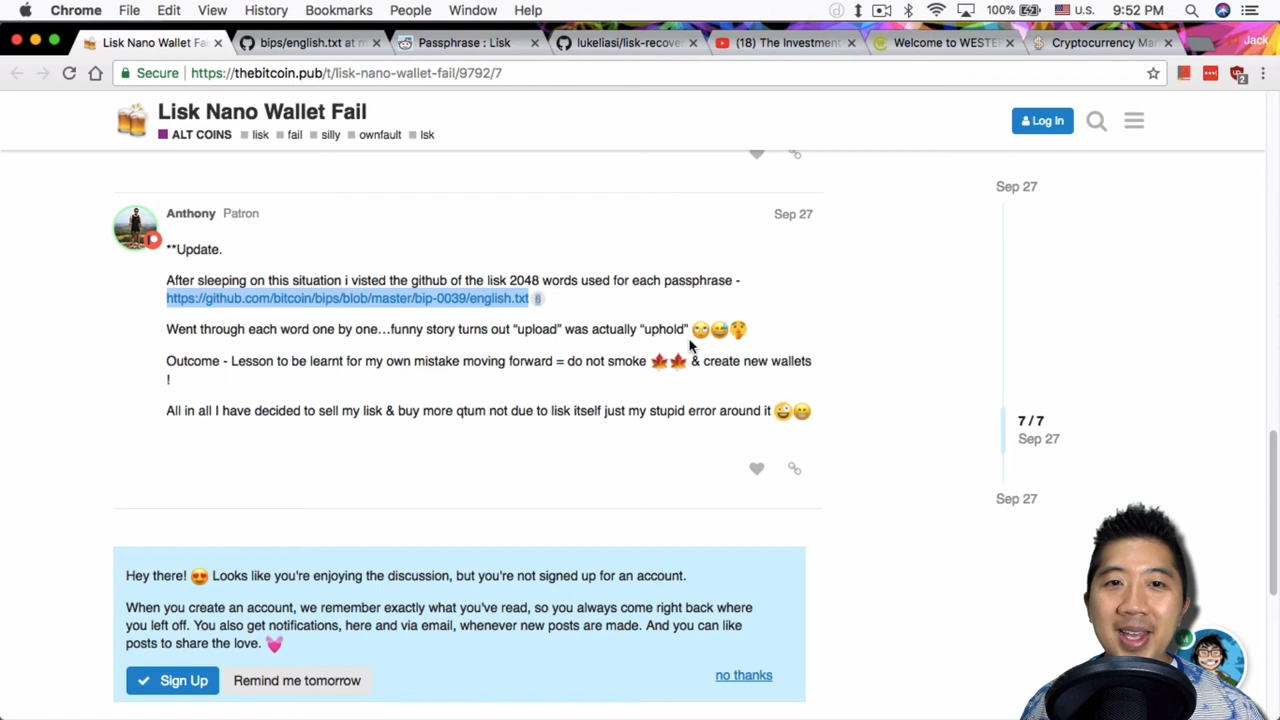 Chrome File Edit View History Bookmarks People Window Help 100% U.S. 9:52 PM
Lisk Nano Wallet Fa bips/english.txt at m Passphrase : Lisk lukeliasi/lisk-recove (18) The Investment Welcome to WESTE Cryptocurrency Ma Jack
Secure https://thebitcoin.pub/t/lisk-nano-wallet-fail/9792/7
Lisk Nano Wallet Fail
ALT COINS lisk fail silly ownfault lsk
Log In
Sep 27
Anthony Patron Sep 27
**Update.
After sleeping on this situation i visted the github of the lisk 2048 words used for each passphrase -
https://github.com/bitcoin/bips/blob/master/bip-0039/english.txt 6
Went through each word one by one…funny story turns out “upload” was actually “uphold” 🙄😅🤫
Outcome - Lesson to be learnt for my own mistake moving forward = do not smoke 🍁🍁 & create new wallets
!
All in all I have decided to sell my lisk & buy more qtum not due to lisk itself just my stupid error around it 🤪😁
7 / 7
Sep 27
Sep 27
Hey there! 😍 Looks like you're enjoying the discussion, but you're not signed up for an account.
When you create an account, we remember exactly what you've read, so you always come right back where
you left off. You also get notifications, here and via email, whenever new posts are made. And you can like
posts to share the love. 💓
Sign Up Remind me tomorrow no thanks